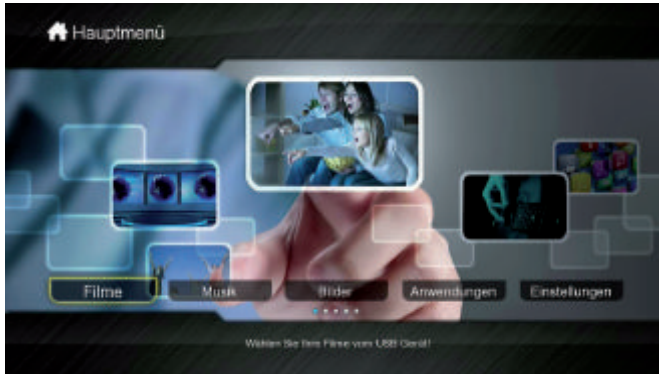 Hauptmenü
Filme
Musik
Bilder
Anwendungen
Einstellungen
Wählen Sie Ihre Filme vom USB Gerät!